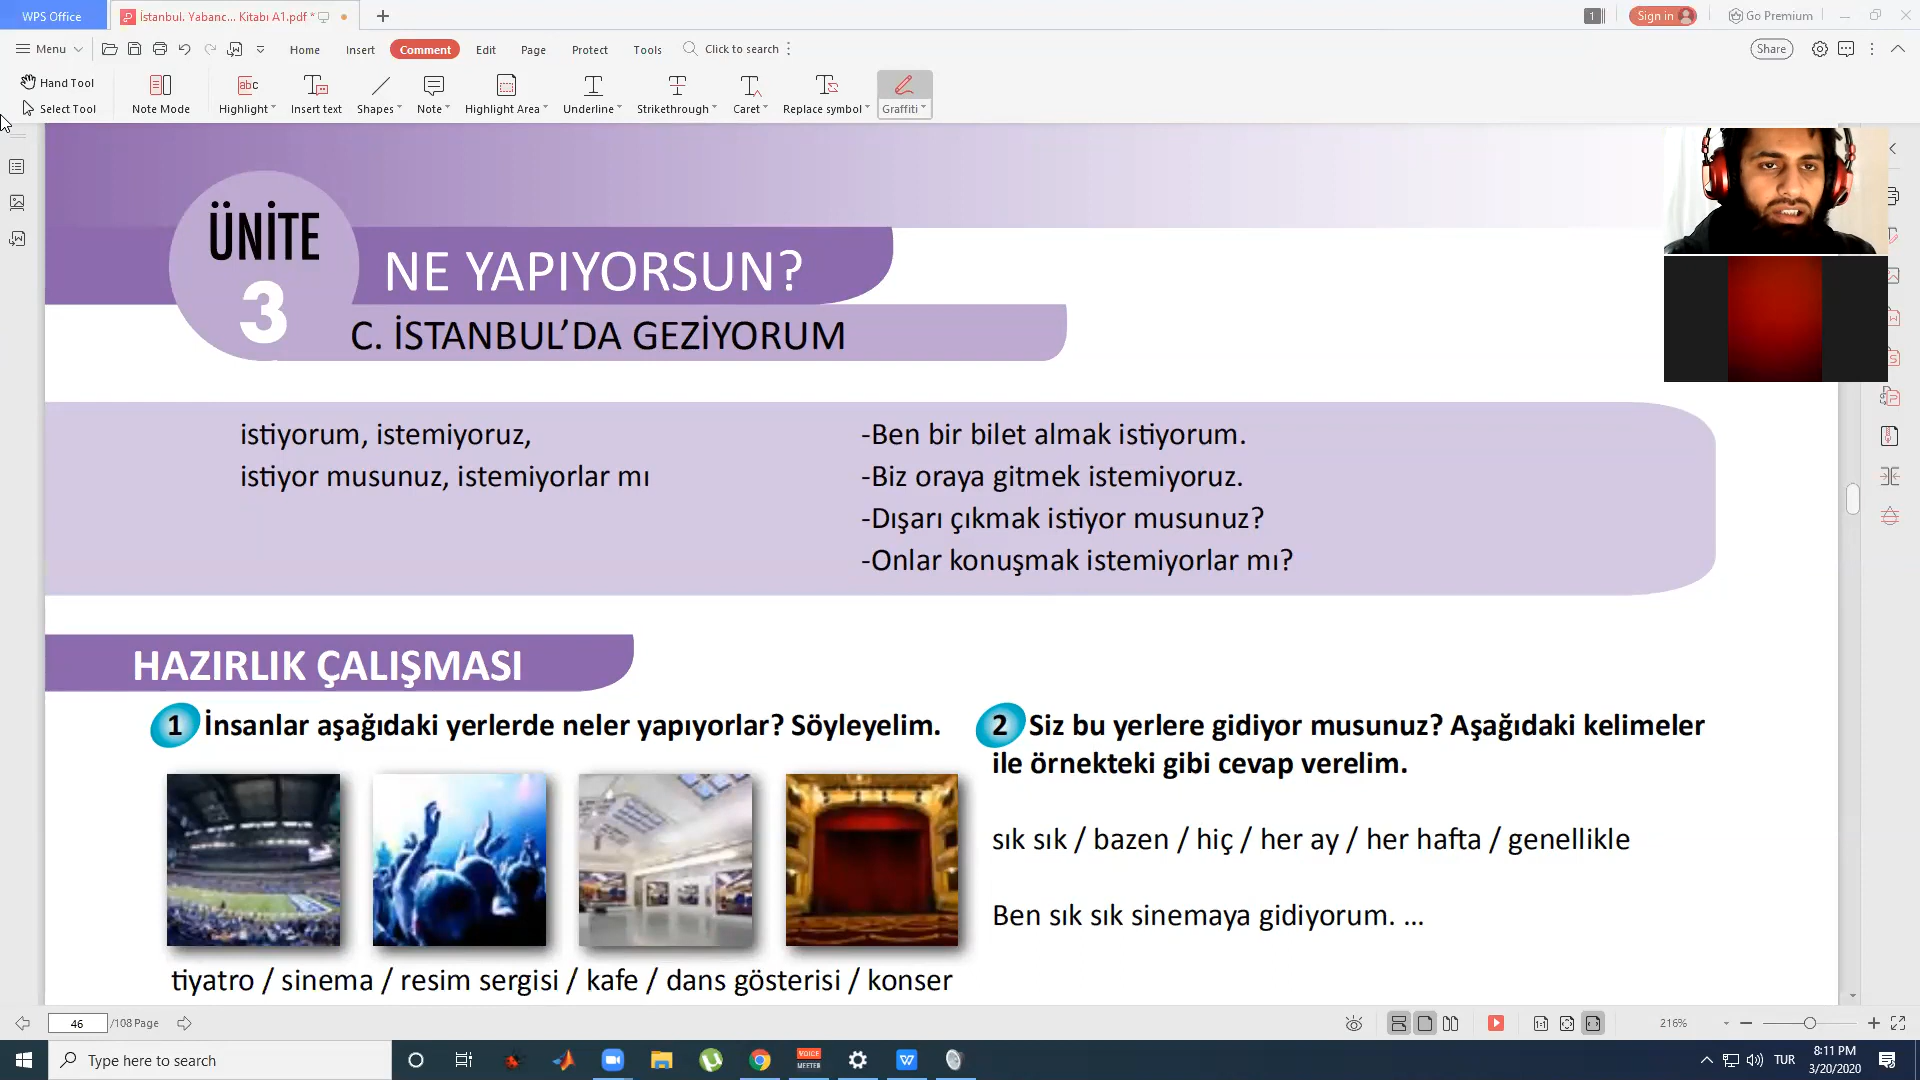 WPS Office
İstanbul. Yabanc... Kitabı A1.pdf *
1
Sign in
Go Premium
Menu
Home
Insert
Comment
Edit
Page
Protect
Tools
Click to search
Share
Hand Tool
Select Tool
Note Mode
Highlight
Insert text
Shapes
Note
Highlight Area
Underline
Strikethrough
Caret
Replace symbol
Graffiti
ÜNİTE
3
NE YAPIYORSUN?
C. İSTANBUL’DA GEZİYORUM
istiyorum, istemiyoruz,
istiyor musunuz, istemiyorlar mı
-Ben bir bilet almak istiyorum.
-Biz oraya gitmek istemiyoruz.
-Dışarı çıkmak istiyor musunuz?
-Onlar konuşmak istemiyorlar mı?
HAZIRLIK ÇALIŞMASI
1 İnsanlar aşağıdaki yerlerde neler yapıyorlar? Söyleyelim.
tiyatro / sinema / resim sergisi / kafe / dans gösterisi / konser
2 Siz bu yerlere gidiyor musunuz? Aşağıdaki kelimeler
ile örnekteki gibi cevap verelim.
sık sık / bazen / hiç / her ay / her hafta / genellikle
Ben sık sık sinemaya gidiyorum. ...
46 /108 Page
216%
Type here to search
VOICE
MEETER
TUR
8:11 PM
3/20/2020